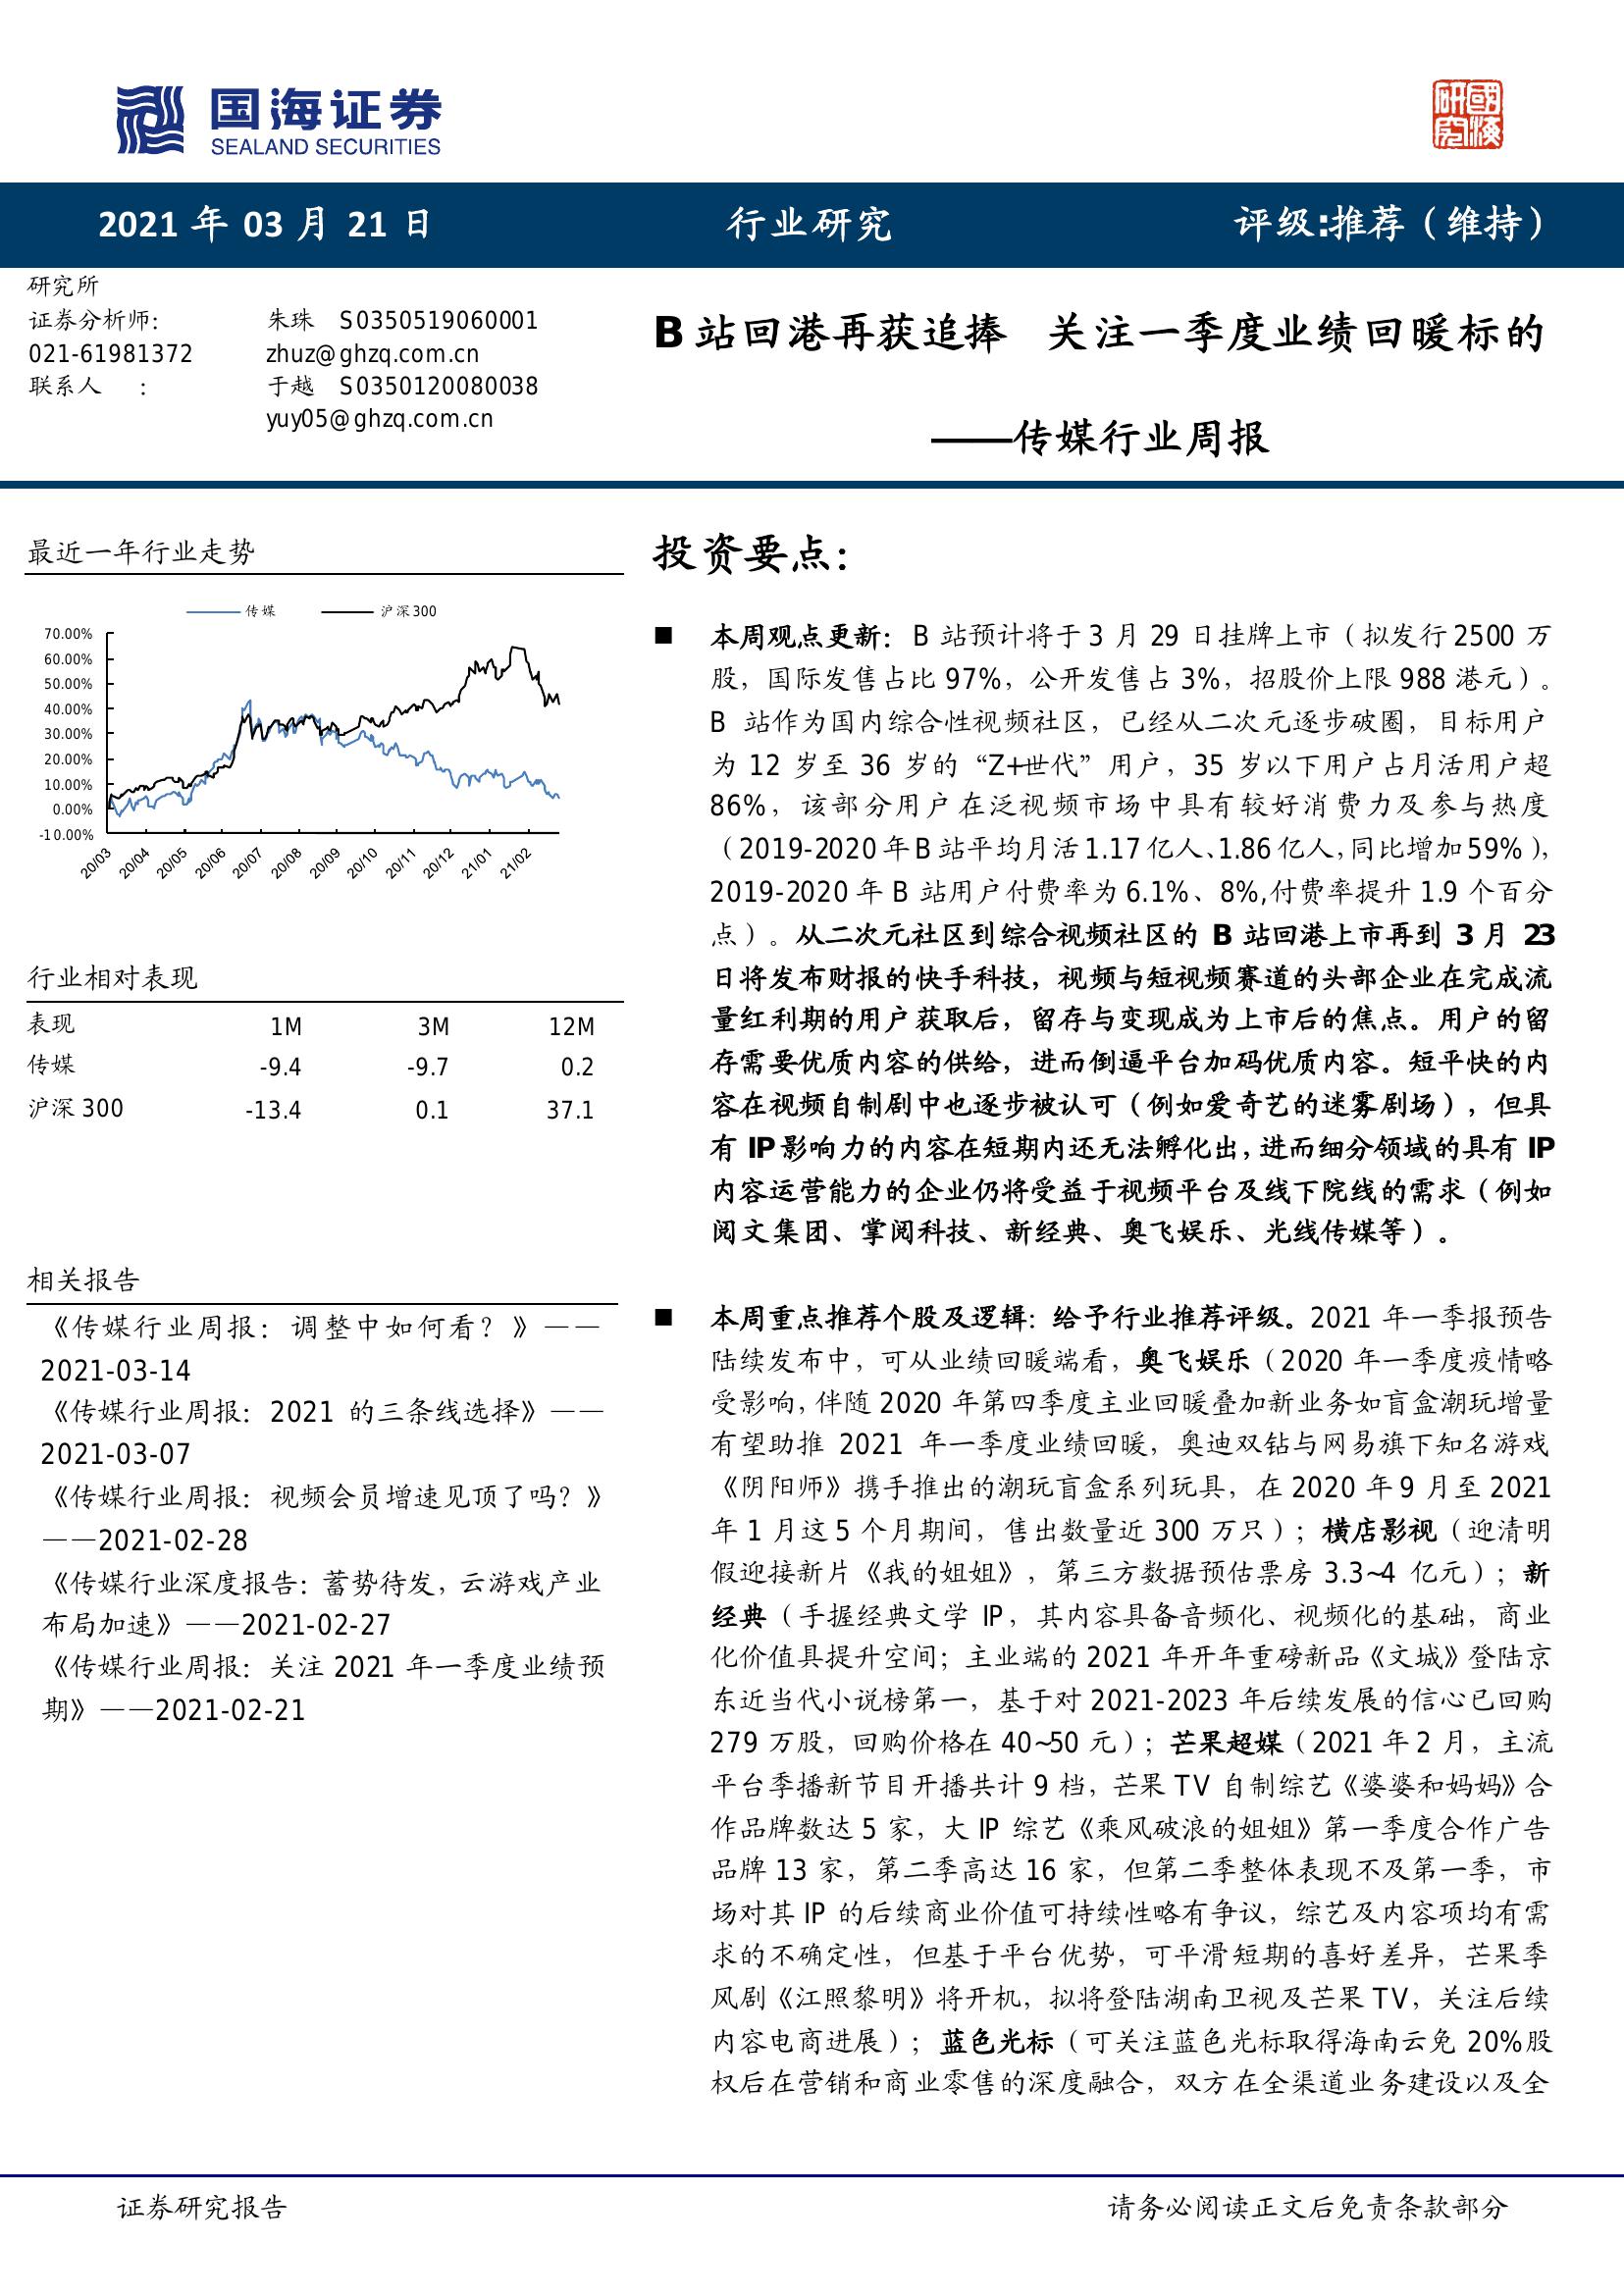 国海证券
SEALAND SECURITIES
研究
國海
2021 年 03 月 21 日
行业研究
评级:推荐（维持）
研究所
证券分析师： 朱珠 S0350519060001
021-61981372 zhuz@ghzq.com.cn
联系人 ： 于越 S0350120080038
yuy05@ghzq.com.cn
B 站回港再获追捧 关注一季度业绩回暖标的
——传媒行业周报
最近一年行业走势
传媒 沪深300
70.00%
60.00%
50.00%
40.00%
30.00%
20.00%
10.00%
0.00%
-10.00%
20/03 20/04 20/05 20/06 20/07 20/08 20/09 20/10 20/11 20/12 21/01 21/02
行业相对表现
表现 1M 3M 12M
传媒 -9.4 -9.7 0.2
沪深 300 -13.4 0.1 37.1
相关报告
《传媒行业周报：调整中如何看？》——
2021-03-14
《传媒行业周报：2021 的三条线选择》——
2021-03-07
《传媒行业周报：视频会员增速见顶了吗？》
——2021-02-28
《传媒行业深度报告：蓄势待发，云游戏产业
布局加速》——2021-02-27
《传媒行业周报：关注 2021 年一季度业绩预
期》——2021-02-21
投资要点：
■ 本周观点更新：B 站预计将于 3 月 29 日挂牌上市（拟发行 2500 万
股，国际发售占比 97%，公开发售占 3%，招股价上限 988 港元）。
B 站作为国内综合性视频社区，已经从二次元逐步破圈，目标用户
为 12 岁至 36 岁的“Z+世代”用户，35 岁以下用户占月活用户超
86%，该部分用户在泛视频市场中具有较好消费力及参与热度
（2019-2020 年 B 站平均月活 1.17 亿人、1.86 亿人，同比增加 59%），
2019-2020 年 B 站用户付费率为 6.1%、8%,付费率提升 1.9 个百分
点）。从二次元社区到综合视频社区的 B 站回港上市再到 3 月 23
日将发布财报的快手科技，视频与短视频赛道的头部企业在完成流
量红利期的用户获取后，留存与变现成为上市后的焦点。用户的留
存需要优质内容的供给，进而倒逼平台加码优质内容。短平快的内
容在视频自制剧中也逐步被认可（例如爱奇艺的迷雾剧场），但具
有 IP 影响力的内容在短期内还无法孵化出，进而细分领域的具有 IP
内容运营能力的企业仍将受益于视频平台及线下院线的需求（例如
阅文集团、掌阅科技、新经典、奥飞娱乐、光线传媒等）。
■ 本周重点推荐个股及逻辑：给予行业推荐评级。2021 年一季报预告
陆续发布中，可从业绩回暖端看，奥飞娱乐（2020 年一季度疫情略
受影响，伴随 2020 年第四季度主业回暖叠加新业务如盲盒潮玩增量
有望助推 2021 年一季度业绩回暖，奥迪双钻与网易旗下知名游戏
《阴阳师》携手推出的潮玩盲盒系列玩具，在 2020 年 9 月至 2021
年 1 月这 5 个月期间，售出数量近 300 万只）；横店影视（迎清明
假迎接新片《我的姐姐》，第三方数据预估票房 3.3~4 亿元）；新
经典（手握经典文学 IP，其内容具备音频化、视频化的基础，商业
化价值具提升空间；主业端的 2021 年开年重磅新品《文城》登陆京
东近当代小说榜第一，基于对 2021-2023 年后续发展的信心已回购
279 万股，回购价格在 40~50 元）；芒果超媒（2021 年 2 月，主流
平台季播新节目开播共计 9 档，芒果 TV 自制综艺《婆婆和妈妈》合
作品牌数达 5 家，大 IP 综艺《乘风破浪的姐姐》第一季度合作广告
品牌 13 家，第二季高达 16 家，但第二季整体表现不及第一季，市
场对其 IP 的后续商业价值可持续性略有争议，综艺及内容项均有需
求的不确定性，但基于平台优势，可平滑短期的喜好差异，芒果季
风剧《江照黎明》将开机，拟将登陆湖南卫视及芒果 TV，关注后续
内容电商进展）；蓝色光标（可关注蓝色光标取得海南云免 20%股
权后在营销和商业零售的深度融合，双方在全渠道业务建设以及全
证券研究报告
请务必阅读正文后免责条款部分